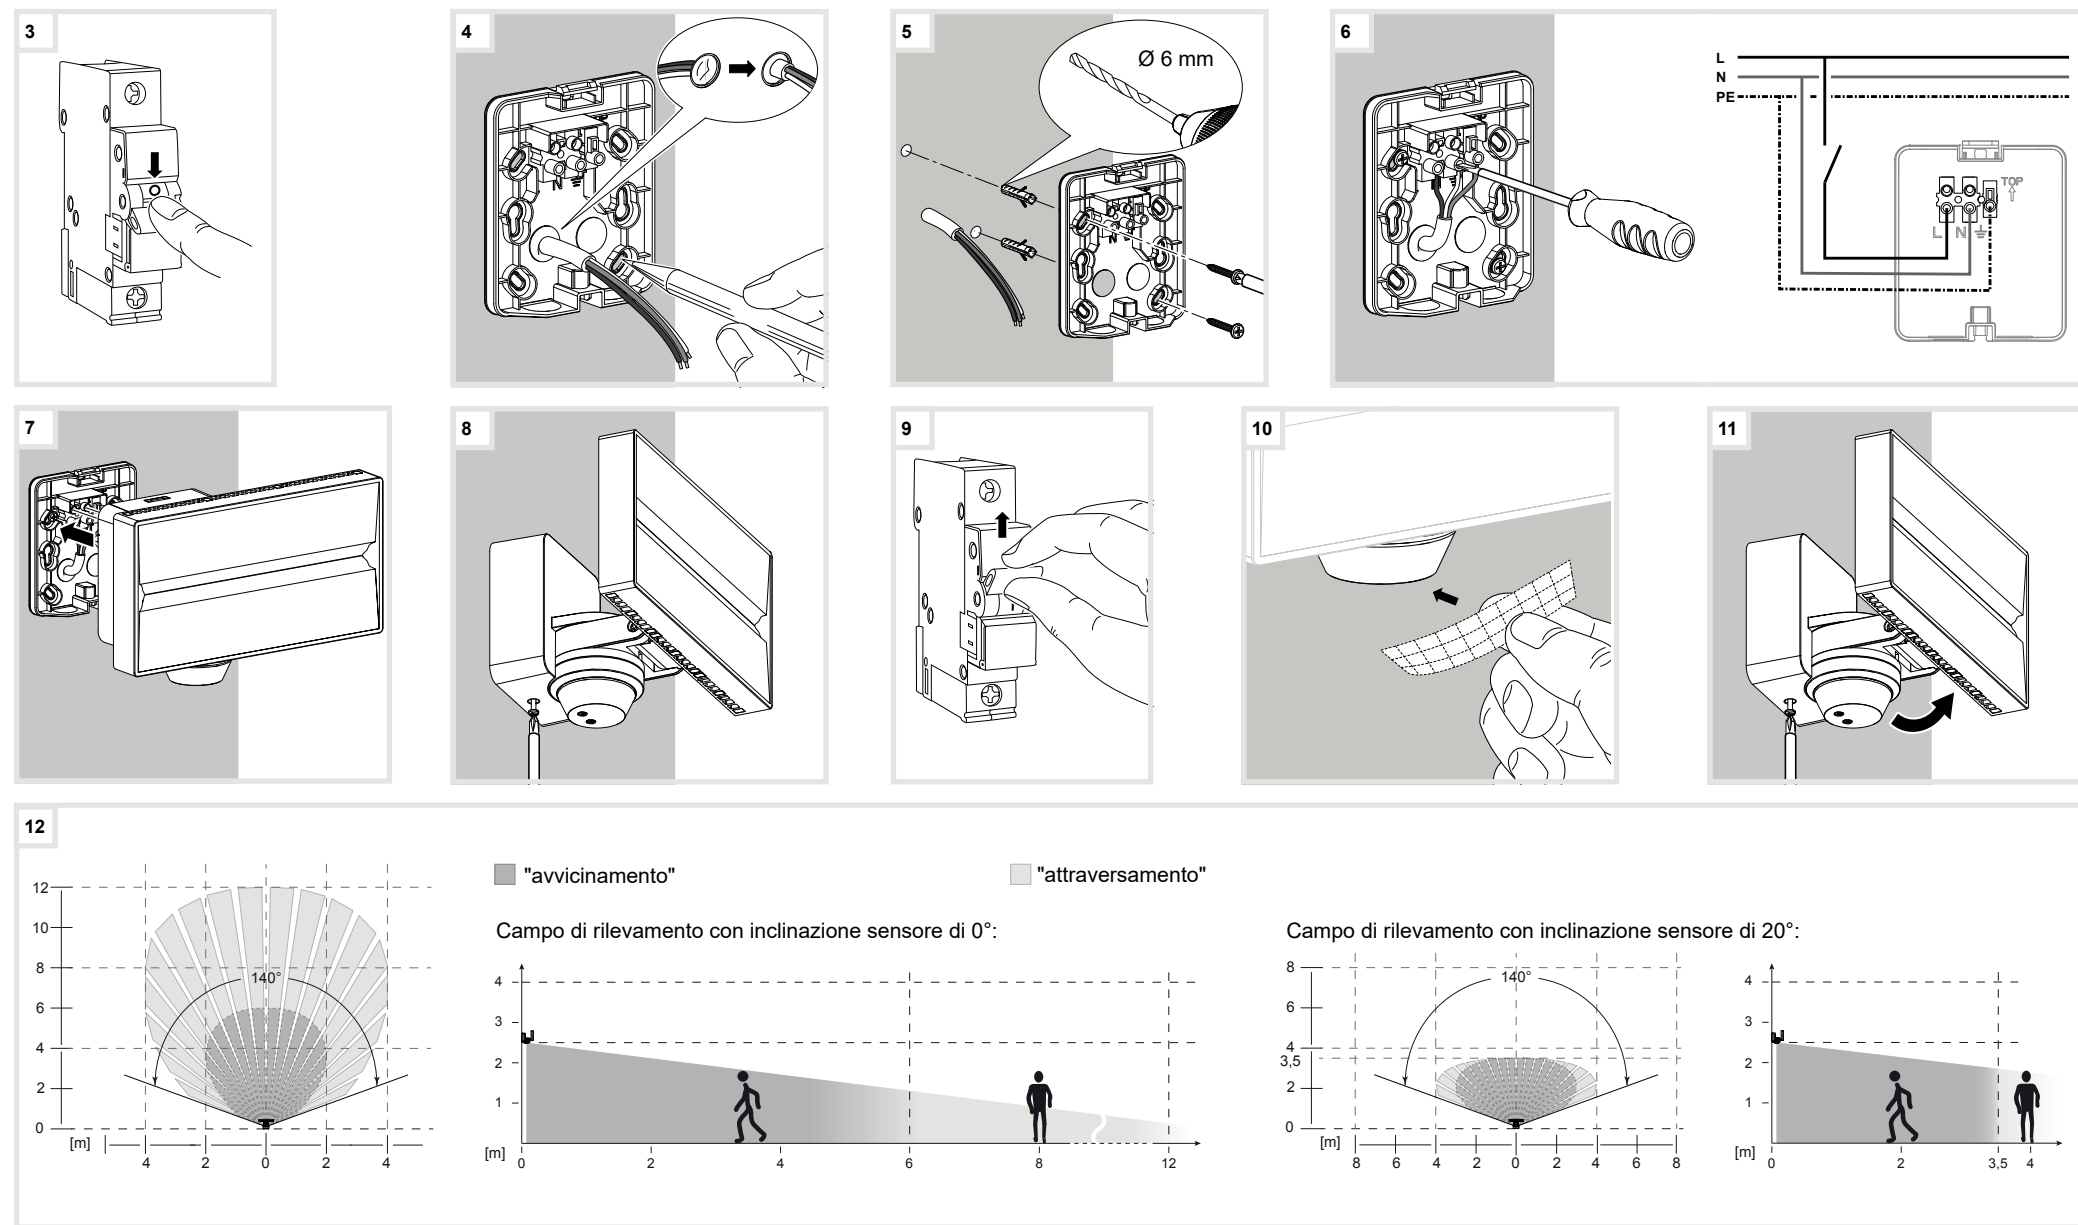 3
4
5
Ø 6 mm
6
L
N
PE
TOP
L N
7
8
9
10
11
12
"avvicinamento"
"attraversamento"
Campo di rilevamento con inclinazione sensore di 0°:
Campo di rilevamento con inclinazione sensore di 20°:
12
10
8
6
4
2
0
140°
[m]
4 2 0 2 4
4
3
2
1
[m]
0 2 4 6 8 12
8
6
4
3,5
2
0
140°
[m]
8 6 4 2 0 2 4 6 8
4
3
2
1
[m]
0 2 3,5 4